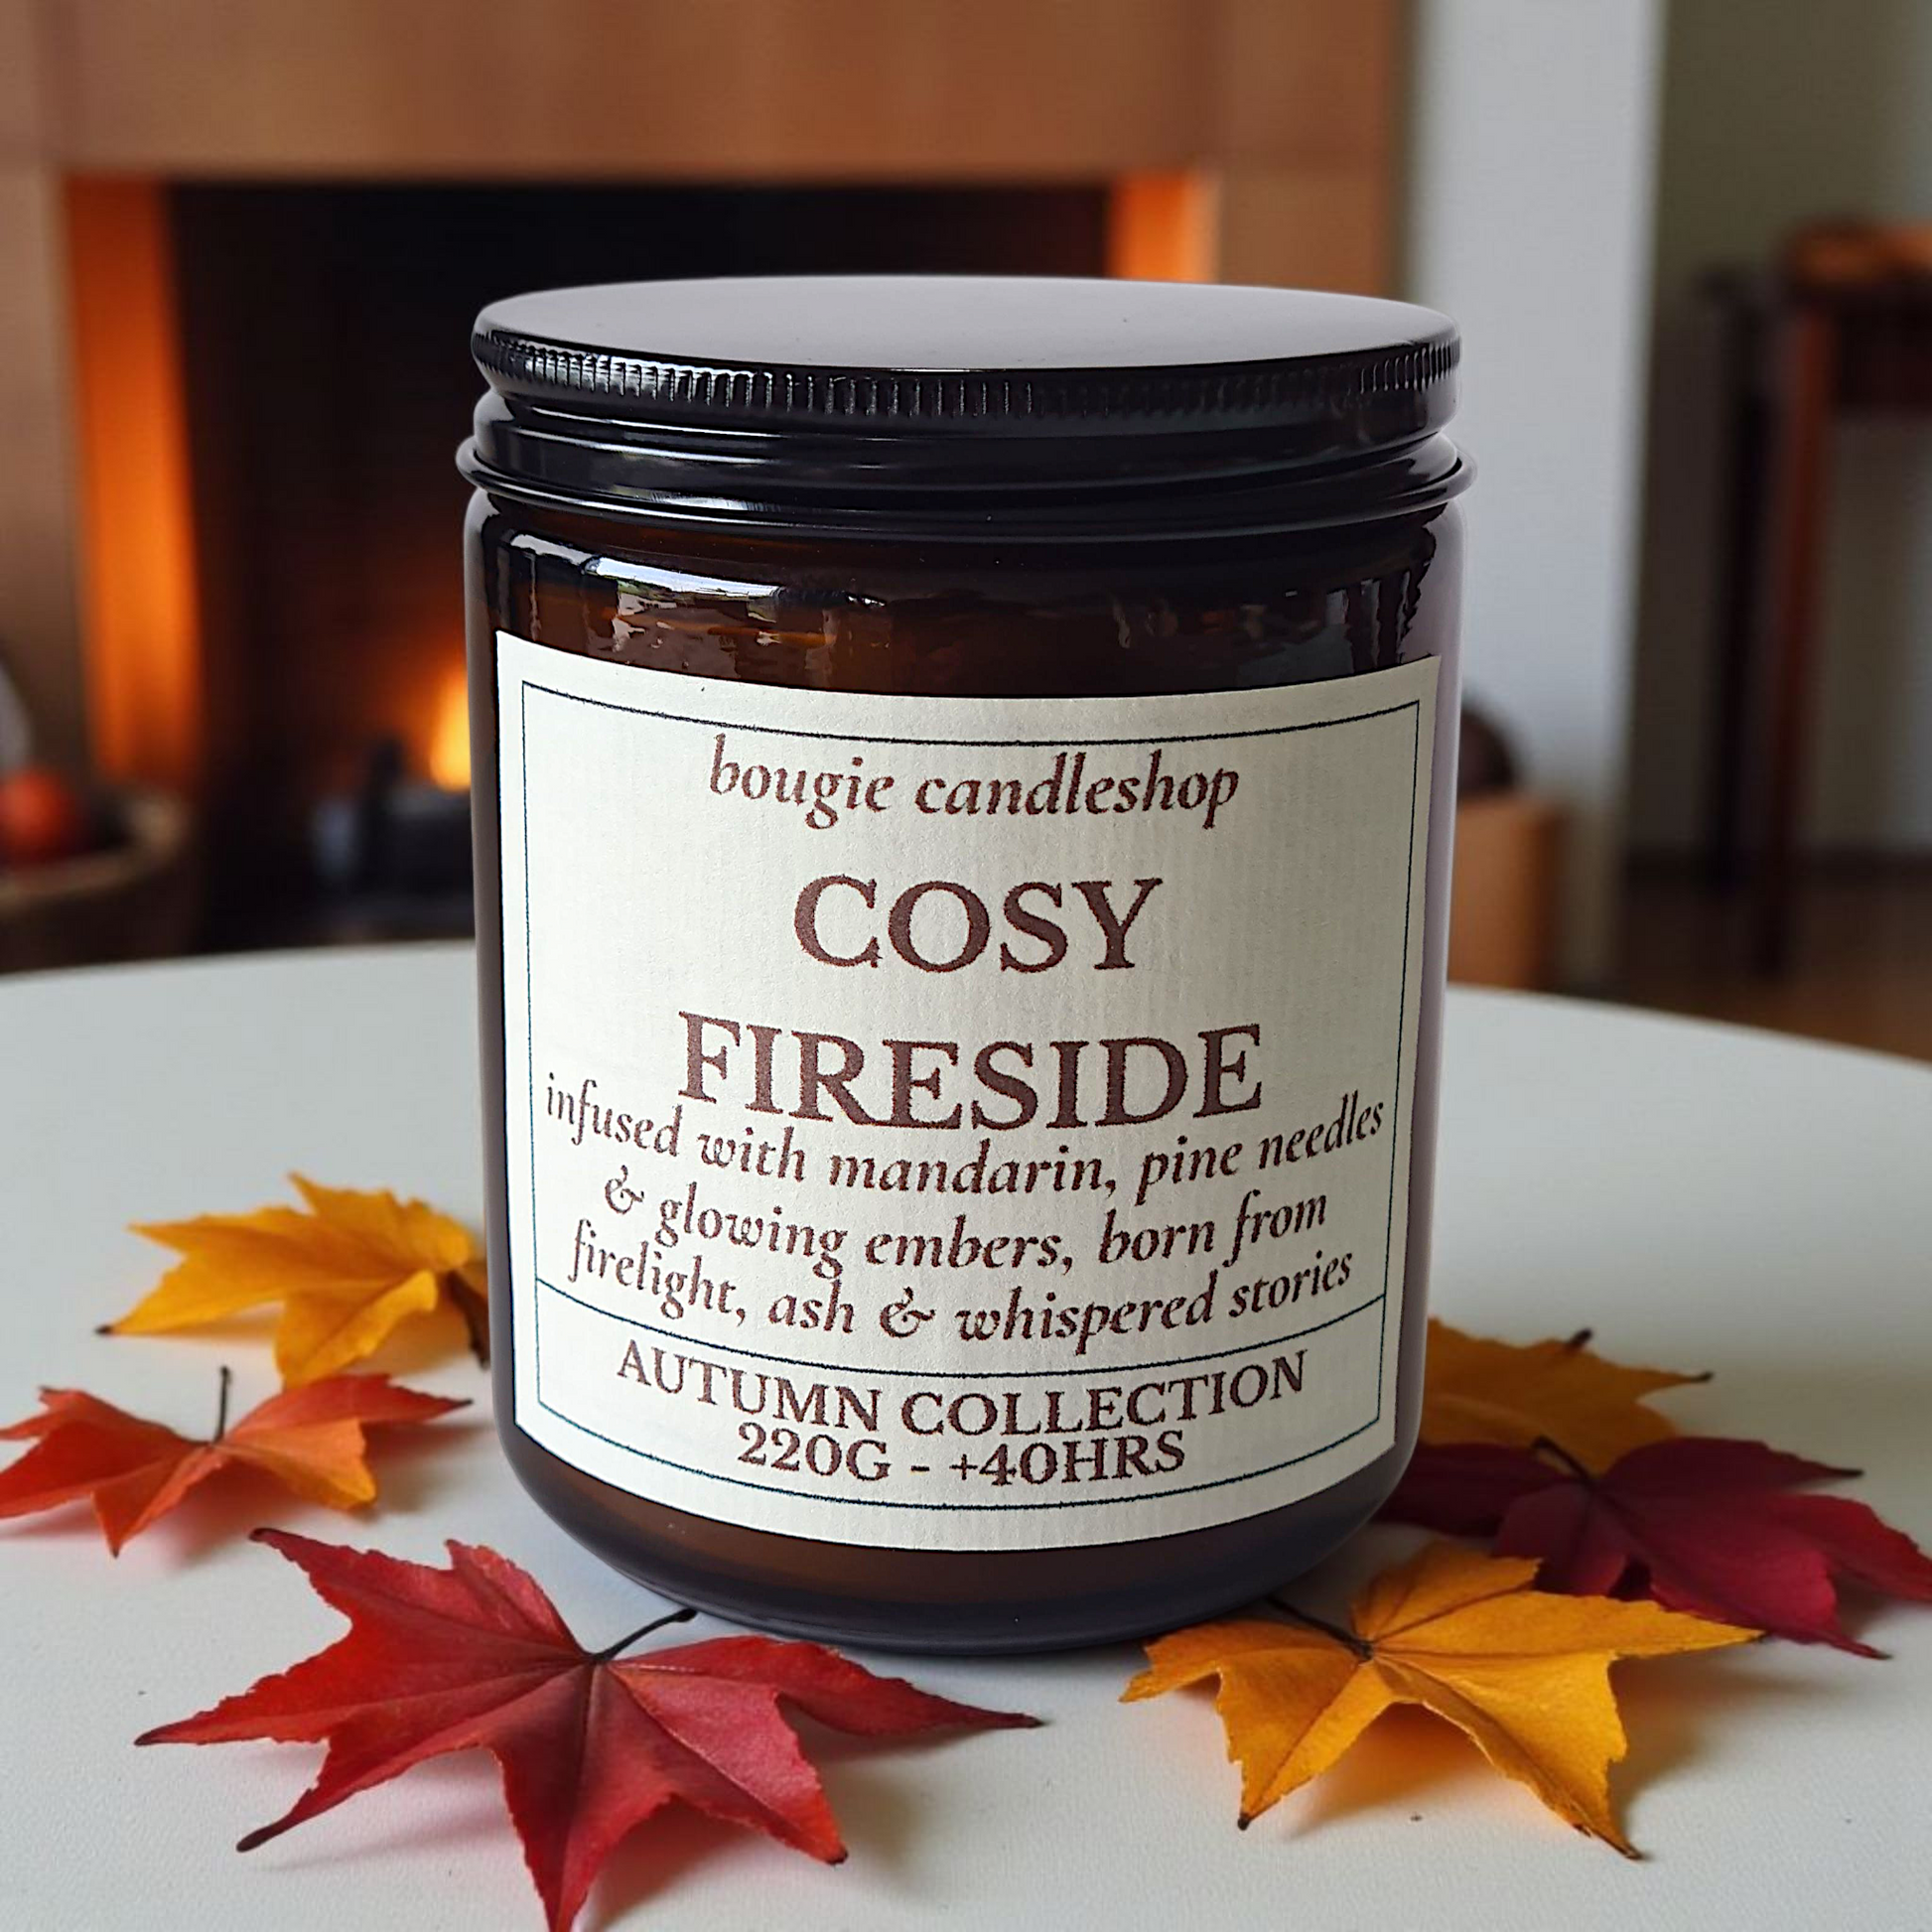 bougie candleshop
COSY
FIRESIDE
infused with mandarin, pine needles
& glowing embers, born from
firelight, ash & whispered stories
AUTUMN COLLECTION
220G - +40HRS